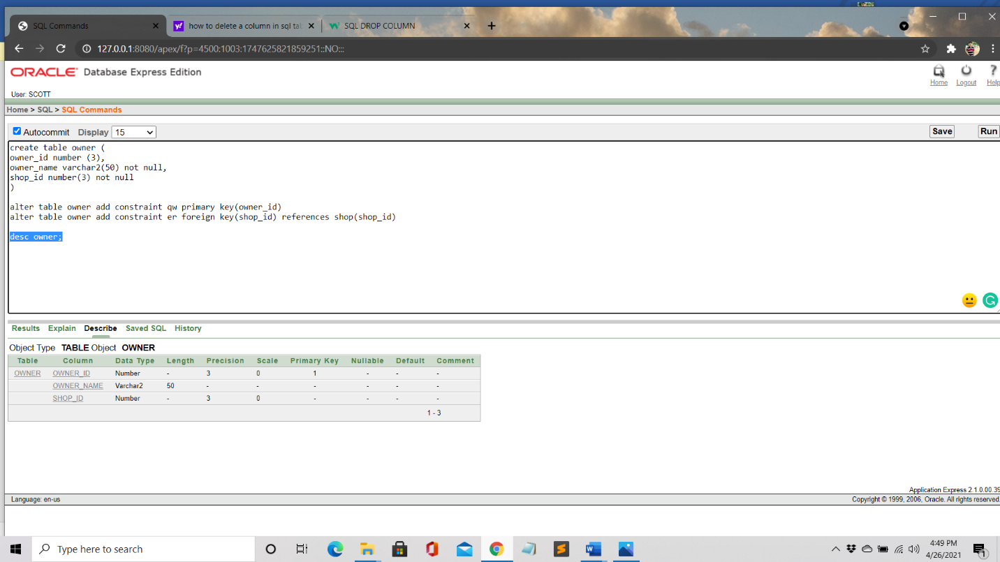 SQL Commands
how to delete a column in sql tal
SQL DROP COLUMN
127.0.0.1:8080/apex/f?p=4500:1003:1747625821859251::NO:::
ORACLE Database Express Edition
Home Logout Help
User: SCOTT
Home > SQL > SQL Commands
Autocommit Display 15 Save Run
create table owner (
owner_id number (3),
owner_name varchar2(50) not null,
shop_id number(3) not null
)
alter table owner add constraint qw primary key(owner_id)
alter table owner add constraint er foreign key(shop_id) references shop(shop_id)
desc owner;
Results Explain Describe Saved SQL History
Object Type TABLE Object OWNER
Table Column Data Type Length Precision Scale Primary Key Nullable Default Comment
OWNER OWNER_ID Number - 3 0 1 - - -
OWNER_NAME Varchar2 50 - - - - - -
SHOP_ID Number - 3 0 - - - -
1 - 3
Application Express 2.1.0.00.39
Language: en-us
Copyright © 1999, 2006, Oracle. All rights reserved.
Type here to search
4:49 PM
4/26/2021
1